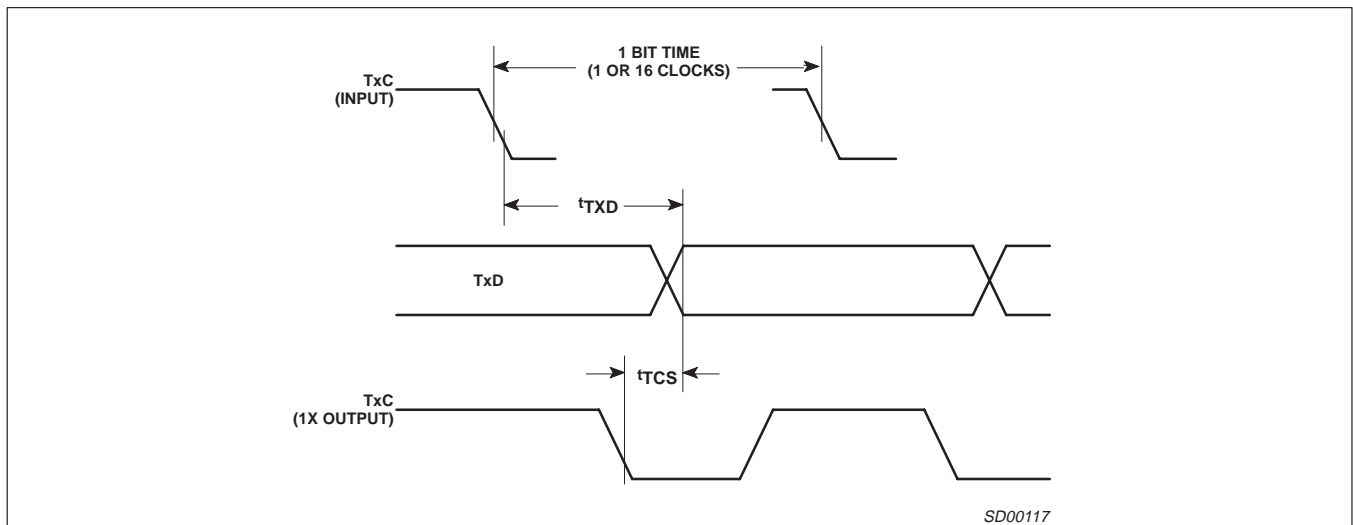 1 BIT TIME
(1 OR 16 CLOCKS)
TxC
(INPUT)
tTXD
TxD
tTCS
TxC
(1X OUTPUT)
SD00117